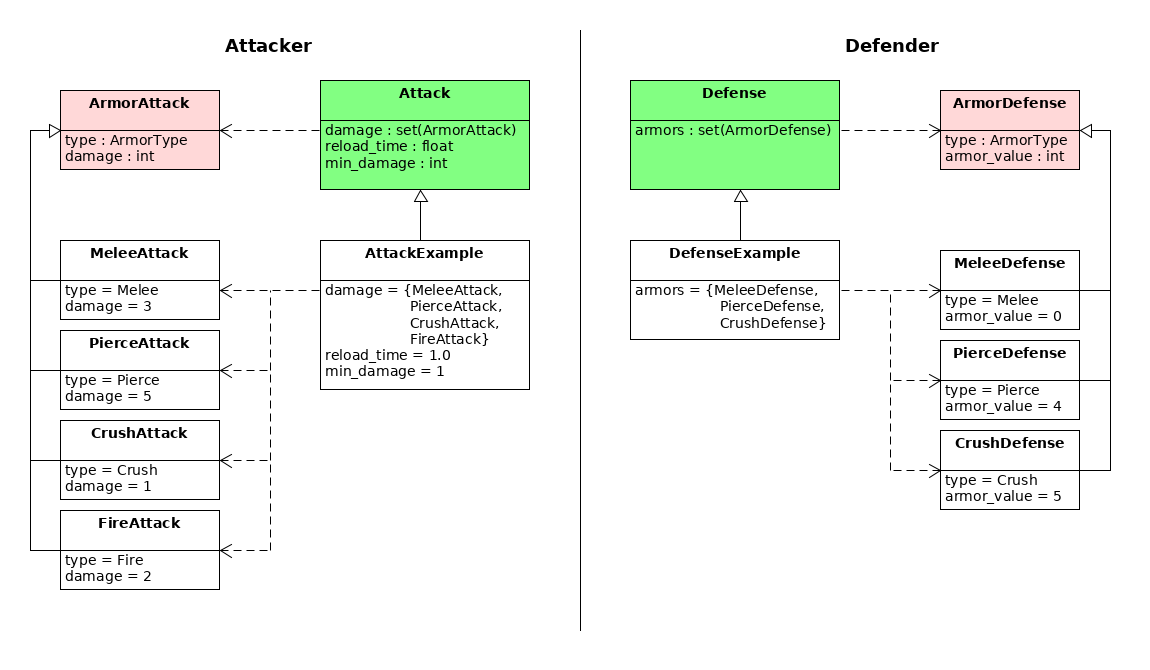 Attacker
ArmorAttack
type : ArmorType
damage : int
Attack
damage : set(ArmorAttack)
reload_time : float
min_damage : int
MeleeAttack
type = Melee
damage = 3
PierceAttack
type = Pierce
damage = 5
CrushAttack
type = Crush
damage = 1
FireAttack
type = Fire
damage = 2
AttackExample
damage = {MeleeAttack,
PierceAttack,
CrushAttack,
FireAttack}
reload_time = 1.0
min_damage = 1
Defender
Defense
armors : set(ArmorDefense)
ArmorDefense
type : ArmorType
armor_value : int
DefenseExample
armors = {MeleeDefense,
PierceDefense,
CrushDefense}
MeleeDefense
type = Melee
armor_value = 0
PierceDefense
type = Pierce
armor_value = 4
CrushDefense
type = Crush
armor_value = 5